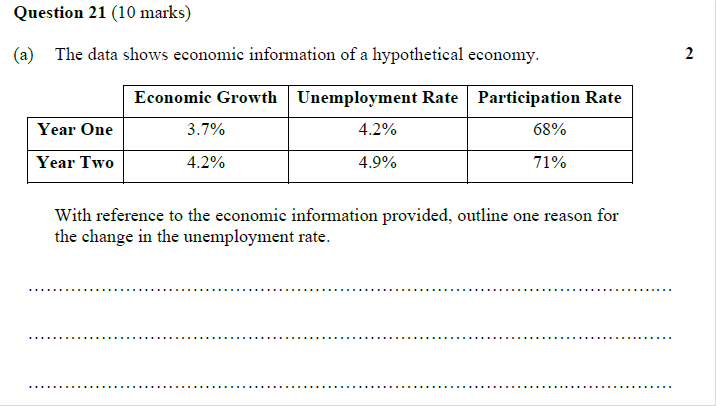 Question 21 (10 marks)
(a) The data shows economic information of a hypothetical economy. 2
Economic Growth Unemployment Rate Participation Rate
Year One 3.7% 4.2% 68%
Year Two 4.2% 4.9% 71%
With reference to the economic information provided, outline one reason for
the change in the unemployment rate.